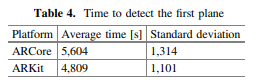 Table 4. Time to detect the first plane
Platform Average time [s] Standard deviation
ARCore 5,604 1,314
ARKit 4,809 1,101